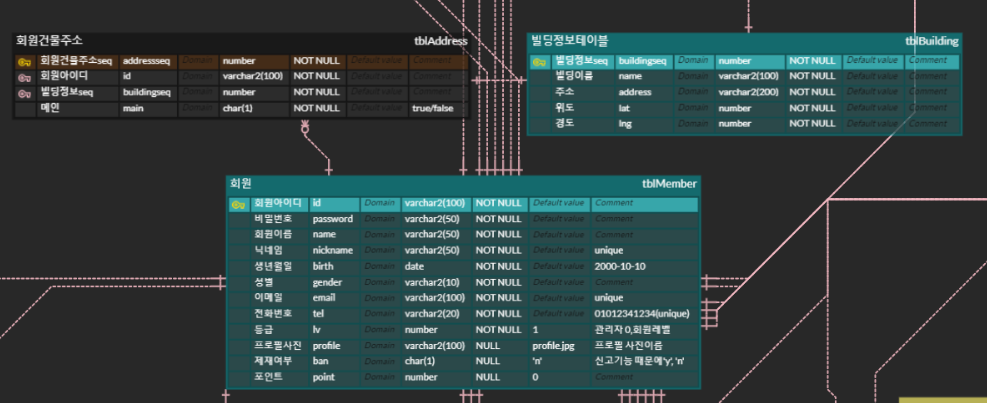 회원건물주소 tblAddress
회원건물주소seq addressseq Domain number NOT NULL Default value Comment
회원아이디 id Domain varchar2(100) NOT NULL Default value Comment
빌딩정보seq buildingseq Domain number NOT NULL Default value Comment
메인 main Domain char(1) NOT NULL Default value true/false
빌딩정보테이블 tblBuilding
빌딩정보seq buildingseq Domain number NOT NULL Default value Comment
빌딩이름 name Domain varchar2(100) NOT NULL Default value Comment
주소 address Domain varchar2(200) NOT NULL Default value Comment
위도 lat Domain number NOT NULL Default value Comment
경도 lng Domain number NOT NULL Default value Comment
회원 tblMember
회원아이디 id Domain varchar2(100) NOT NULL Default value Comment
비밀번호 password Domain varchar2(50) NOT NULL Default value Comment
회원이름 name Domain varchar2(50) NOT NULL Default value Comment
닉네임 nickname Domain varchar2(50) NOT NULL Default value unique
생년월일 birth Domain date NOT NULL Default value 2000-10-10
성별 gender Domain varchar2(10) NOT NULL Default value Comment
이메일 email Domain varchar2(100) NOT NULL Default value unique
전화번호 tel Domain varchar2(20) NOT NULL Default value 01012341234(unique)
등급 lv Domain number NOT NULL 1 관리자 0,회원레벨
프로필사진 profile Domain varchar2(100) NULL profile.jpg 프로필 사진이름
제재여부 ban Domain char(1) NULL 'n' 신고기능 때문에'y', 'n'
포인트 point Domain number NULL 0 Comment